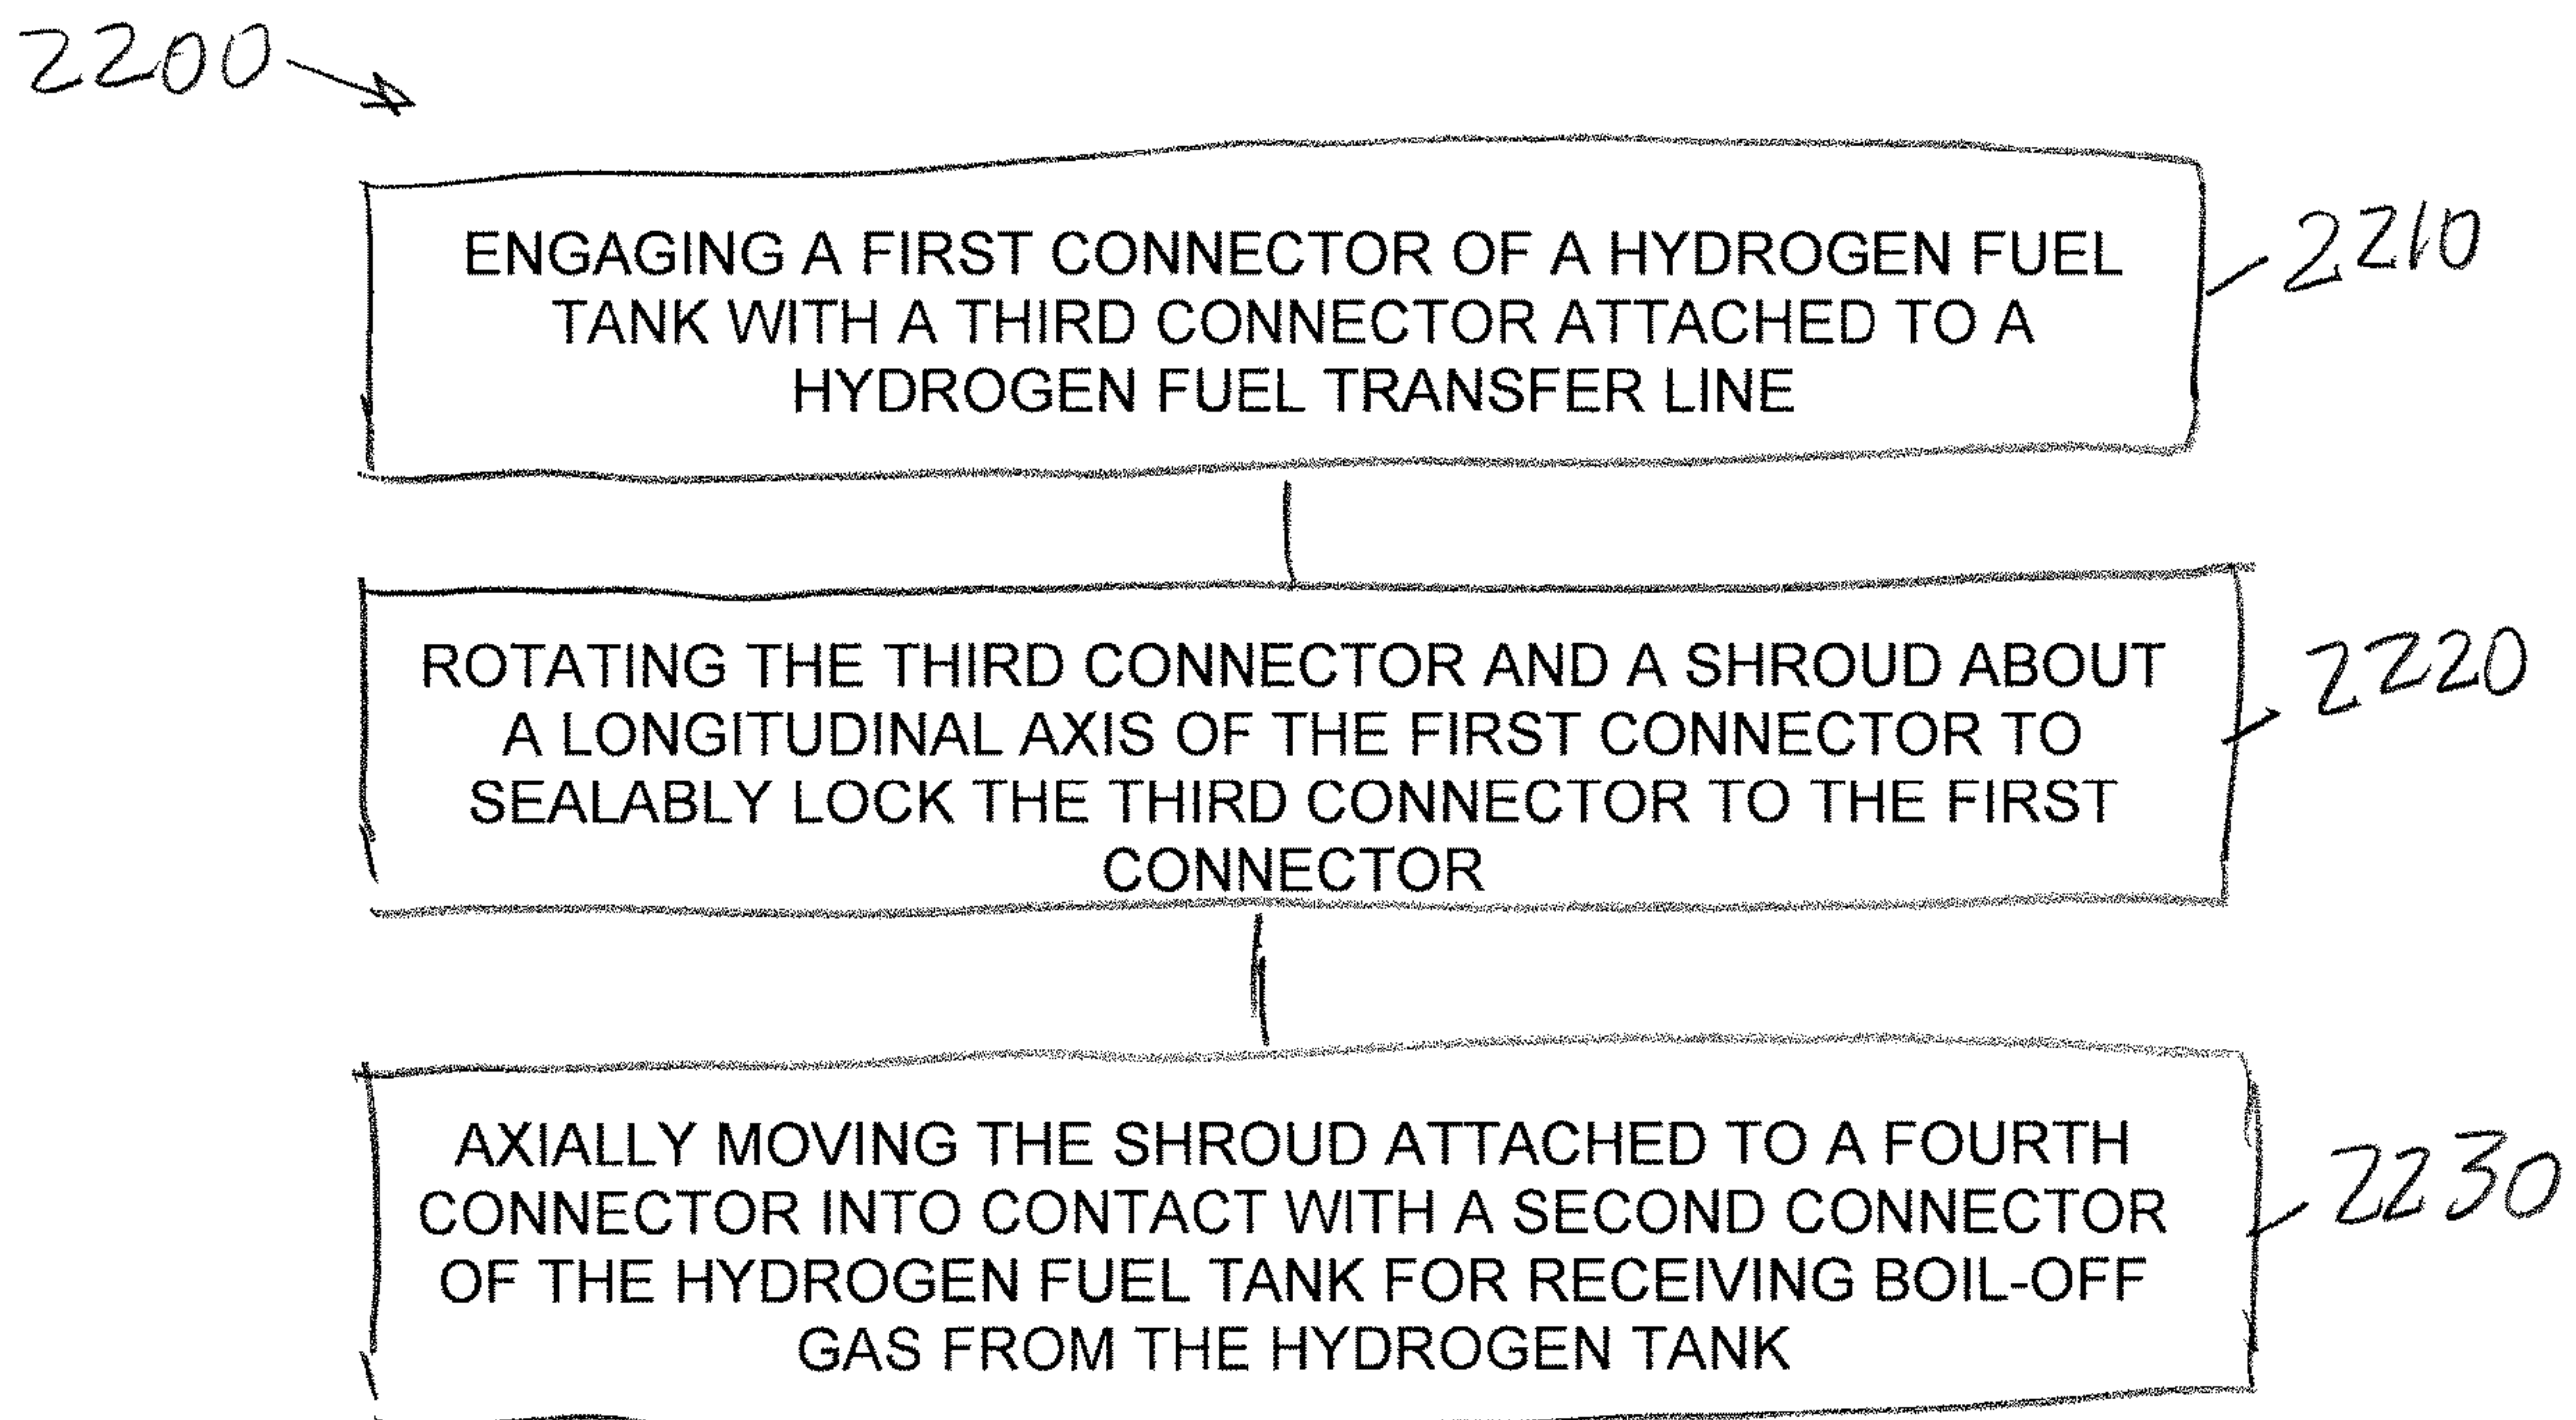 2200
ENGAGING A FIRST CONNECTOR OF A HYDROGEN FUEL
TANK WITH A THIRD CONNECTOR ATTACHED TO A
HYDROGEN FUEL TRANSFER LINE
2210
ROTATING THE THIRD CONNECTOR AND A SHROUD ABOUT
A LONGITUDINAL AXIS OF THE FIRST CONNECTOR TO
SEALABLY LOCK THE THIRD CONNECTOR TO THE FIRST
CONNECTOR
2220
AXIALLY MOVING THE SHROUD ATTACHED TO A FOURTH
CONNECTOR INTO CONTACT WITH A SECOND CONNECTOR
OF THE HYDROGEN FUEL TANK FOR RECEIVING BOIL-OFF
GAS FROM THE HYDROGEN TANK
2230